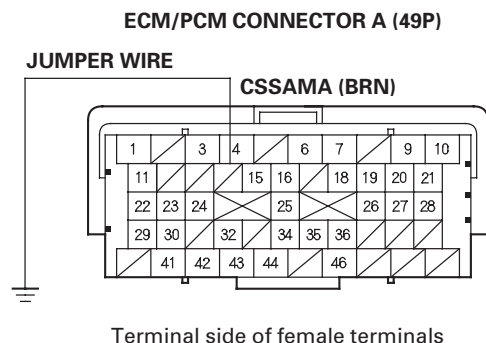 ECM/PCM CONNECTOR A (49P)
JUMPER WIRE
CSSAMA (BRN)
1 3 4 6 7 9 10
11 15 16 18 19 20 21
22 23 24 25 26 27 28
29 30 32 34 35 36
41 42 43 44 46
Terminal side of female terminals